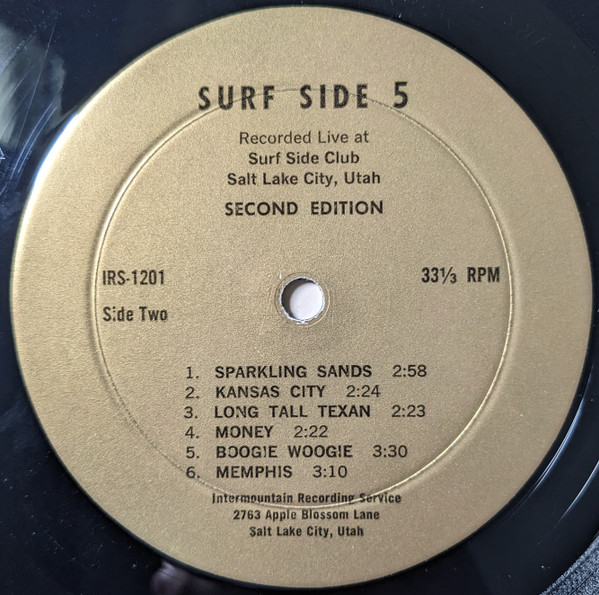 SURF SIDE 5
Recorded Live at
Surf Side Club
Salt Lake City, Utah
SECOND EDITION
IRS-1201
33⅓ RPM
Side Two
1. SPARKLING SANDS 2:58
2. KANSAS CITY 2:24
3. LONG TALL TEXAN 2:23
4. MONEY 2:22
5. BOOGIE WOOGIE 3:30
6. MEMPHIS 3:10
Intermountain Recording Service
2763 Apple Blossom Lane
Salt Lake City, Utah